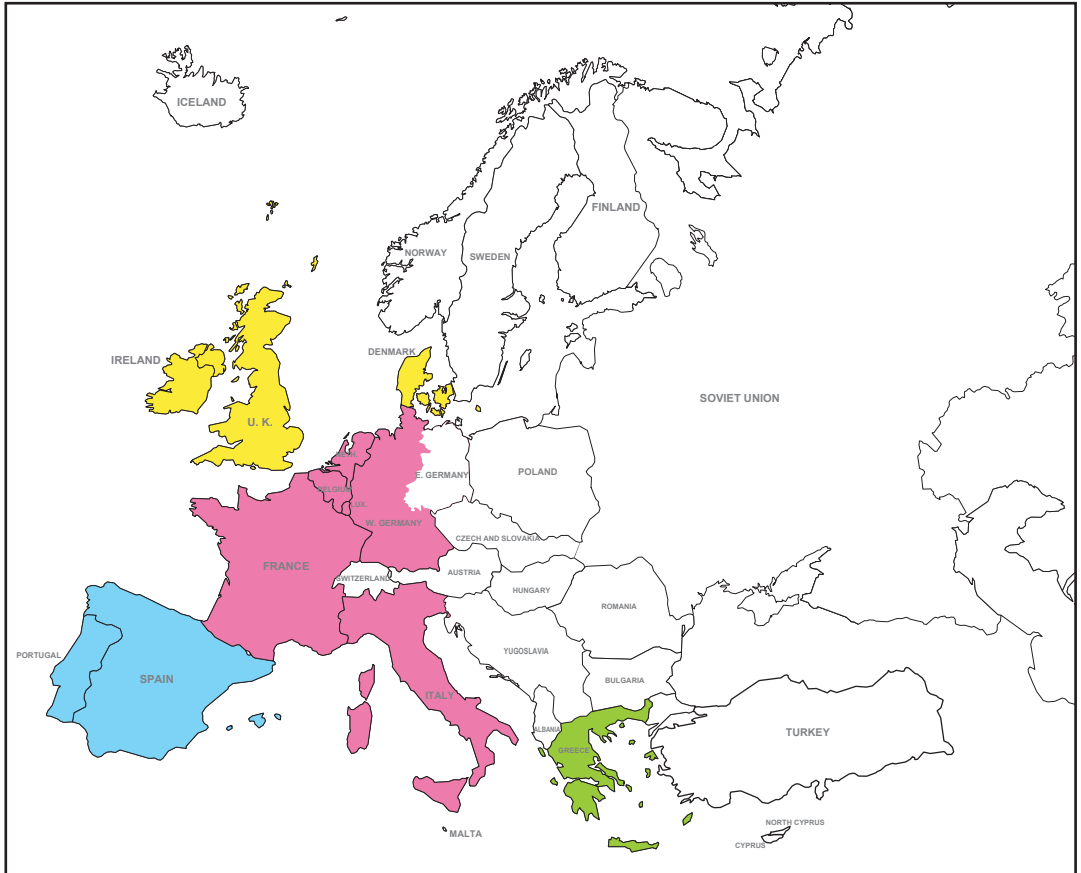 ICELAND
FINLAND
NORWAY
SWEDEN
DENMARK
IRELAND
SOVIET UNION
U. K.
NETH.
E. GERMANY
POLAND
BELGIUM
LUX.
W. GERMANY
CZECH AND SLOVAKIA
FRANCE
SWITZERLAND
AUSTRIA
HUNGARY
ROMANIA
PORTUGAL
SPAIN
YUGOSLAVIA
BULGARIA
ITALY
ALBANIA
GREECE
TURKEY
MALTA
NORTH CYPRUS
CYPRUS